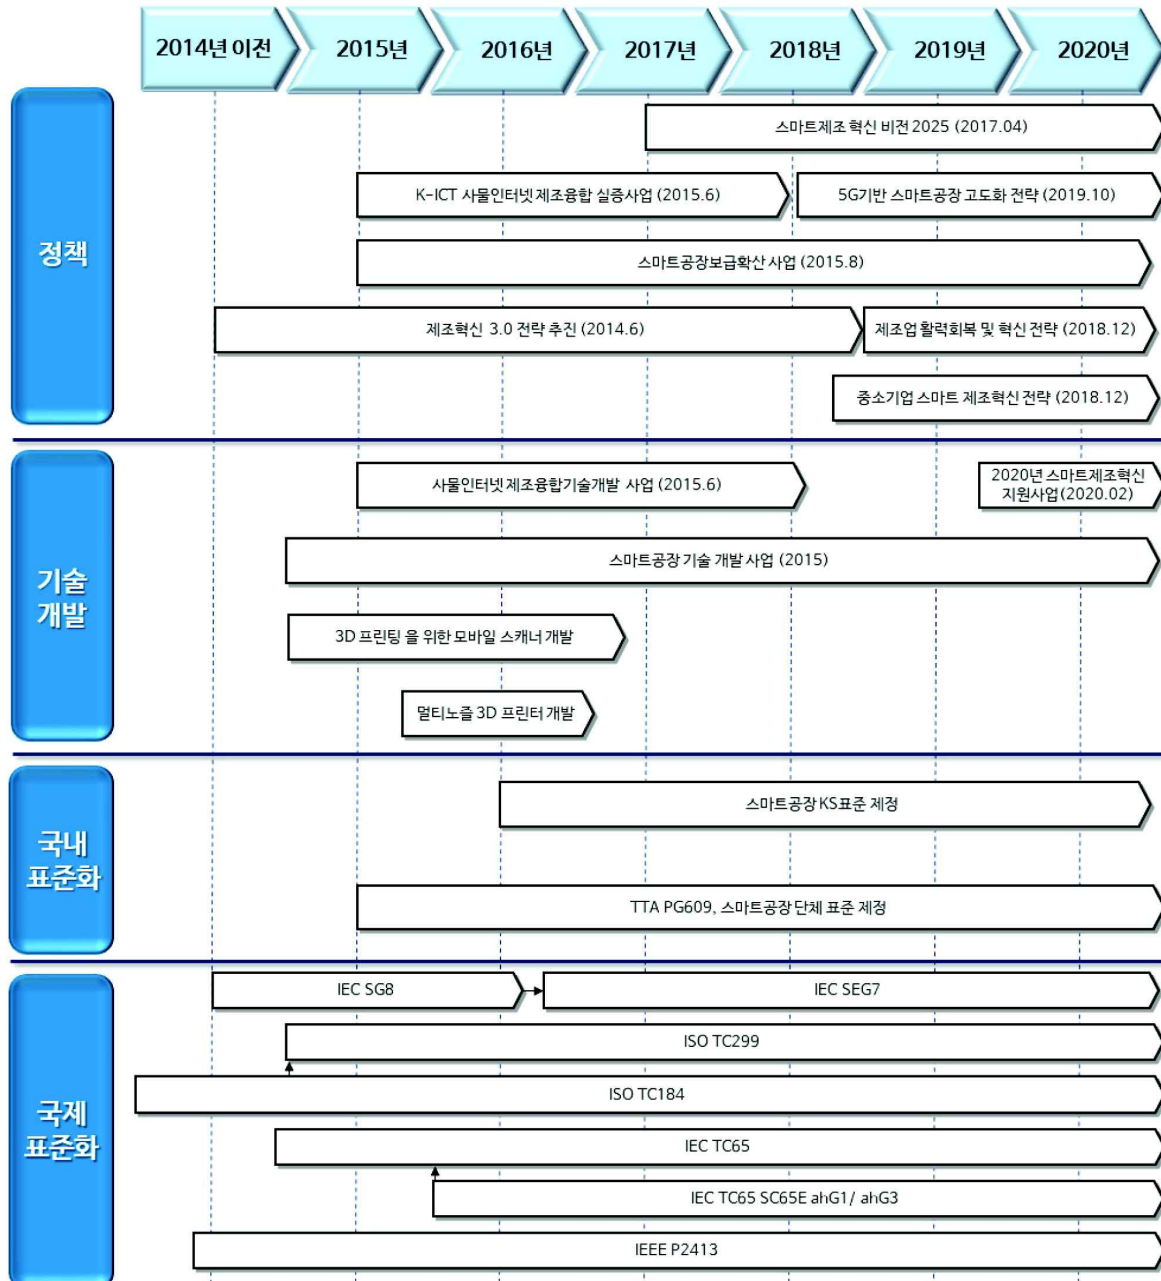 2014년 이전
2015년
2016년
2017년
2018년
2019년
2020년
정책
스마트제조 혁신 비전 2025 (2017.04)
K-ICT 사물인터넷 제조융합 실증사업 (2015.6)
5G기반 스마트공장 고도화 전략 (2019.10)
스마트공장보급확산 사업 (2015.8)
제조혁신 3.0 전략 추진 (2014.6)
제조업 활력회복 및 혁신 전략 (2018.12)
중소기업 스마트 제조혁신 전략 (2018.12)
기술
개발
사물인터넷 제조융합기술개발 사업 (2015.6)
2020년 스마트제조혁신
지원사업(2020.02)
스마트공장 기술 개발 사업 (2015)
3D 프린팅 을 위한 모바일 스캐너 개발
멀티노즐 3D 프린터 개발
국내
표준화
스마트공장 KS표준 제정
TTA PG609, 스마트공장 단체 표준 제정
국제
표준화
IEC SG8
IEC SEG7
ISO TC299
ISO TC184
IEC TC65
IEC TC65 SC65E ahG1/ ahG3
IEEE P2413